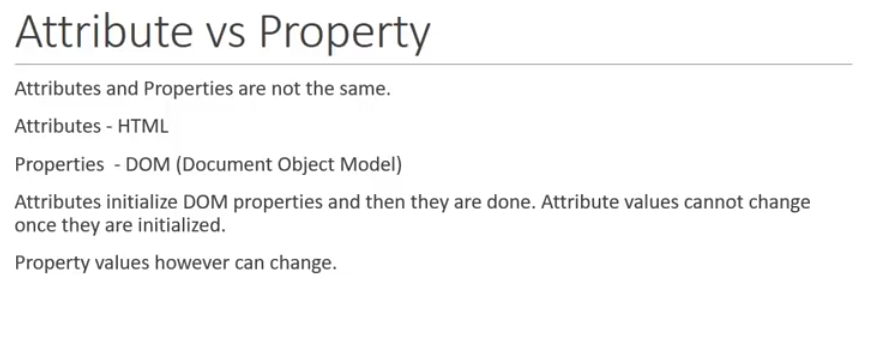 Attribute vs Property
Attributes and Properties are not the same.
Attributes - HTML
Properties  - DOM (Document Object Model)
Attributes initialize DOM properties and then they are done. Attribute values cannot change
once they are initialized.
Property values however can change.